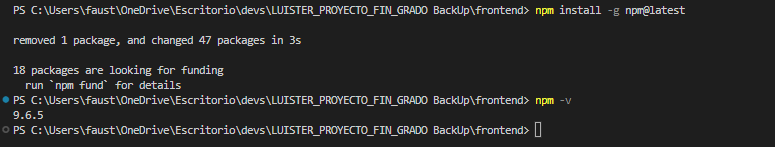 PS C:\Users\faust\OneDrive\Escritorio\devs\LUISTER_PROYECTO_FIN_GRADO BackUp\frontend> npm install -g npm@latest
removed 1 package, and changed 47 packages in 3s
18 packages are looking for funding
  run `npm fund` for details
PS C:\Users\faust\OneDrive\Escritorio\devs\LUISTER_PROYECTO_FIN_GRADO BackUp\frontend> npm -v
9.6.5
PS C:\Users\faust\OneDrive\Escritorio\devs\LUISTER_PROYECTO_FIN_GRADO BackUp\frontend>